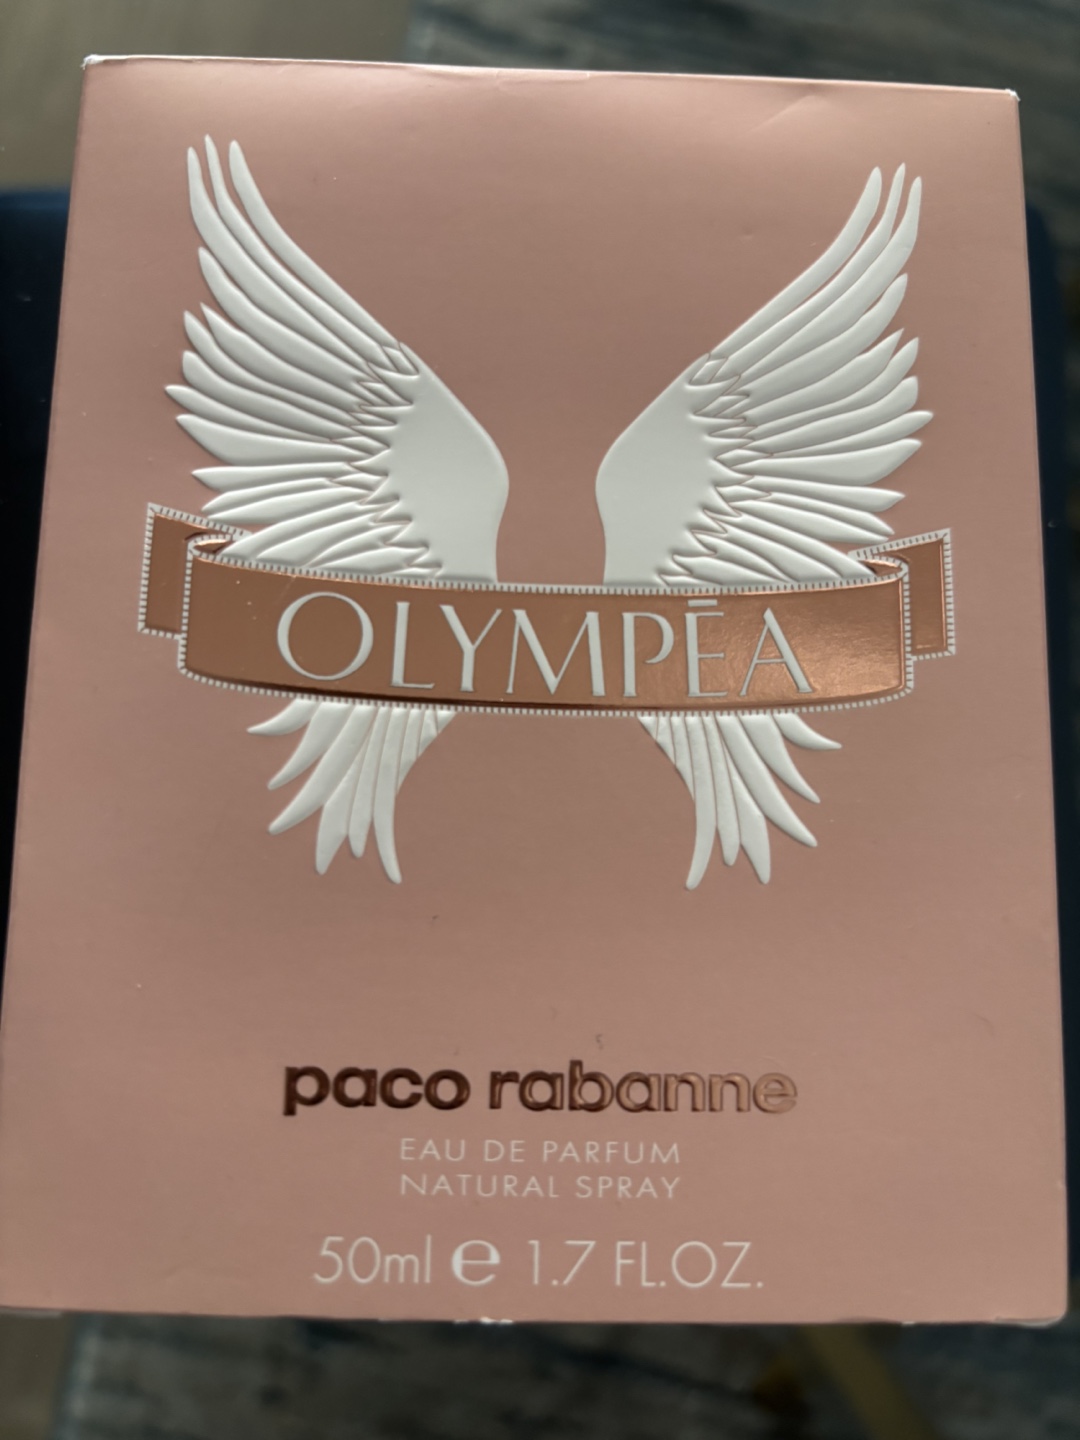 OLYMPĒA
paco rabanne
EAU DE PARFUM
NATURAL SPRAY
50ml e 1.7 FL.OZ.